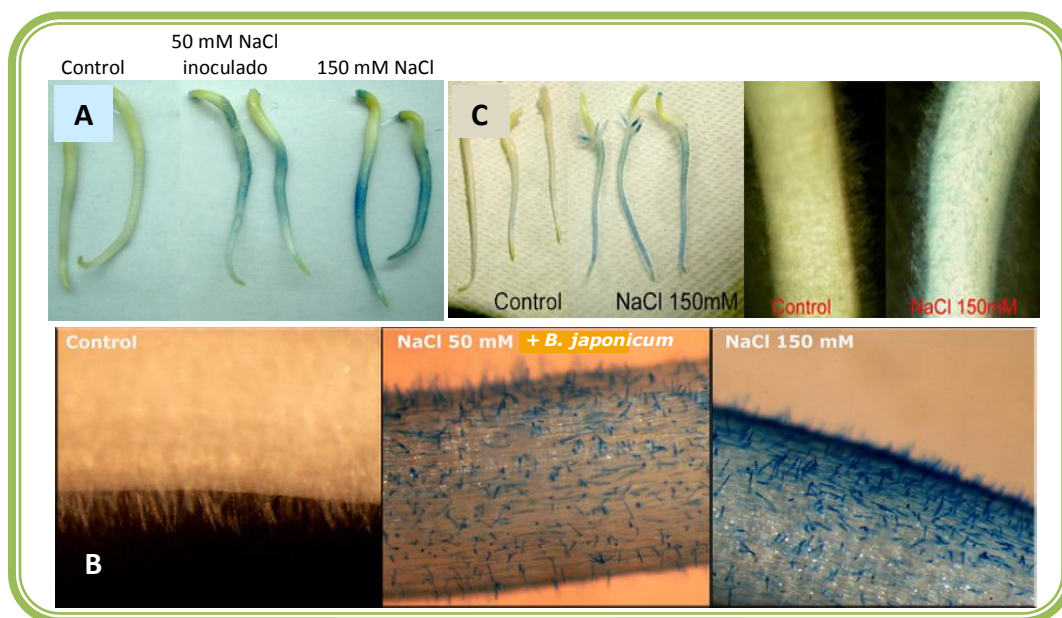 50 mM NaCl
Control inoculado 150 mM NaCl
A
C
Control NaCl 150mM
Control NaCl 150mM
Control NaCl 50 mM + B. japonicum NaCl 150 mM
B